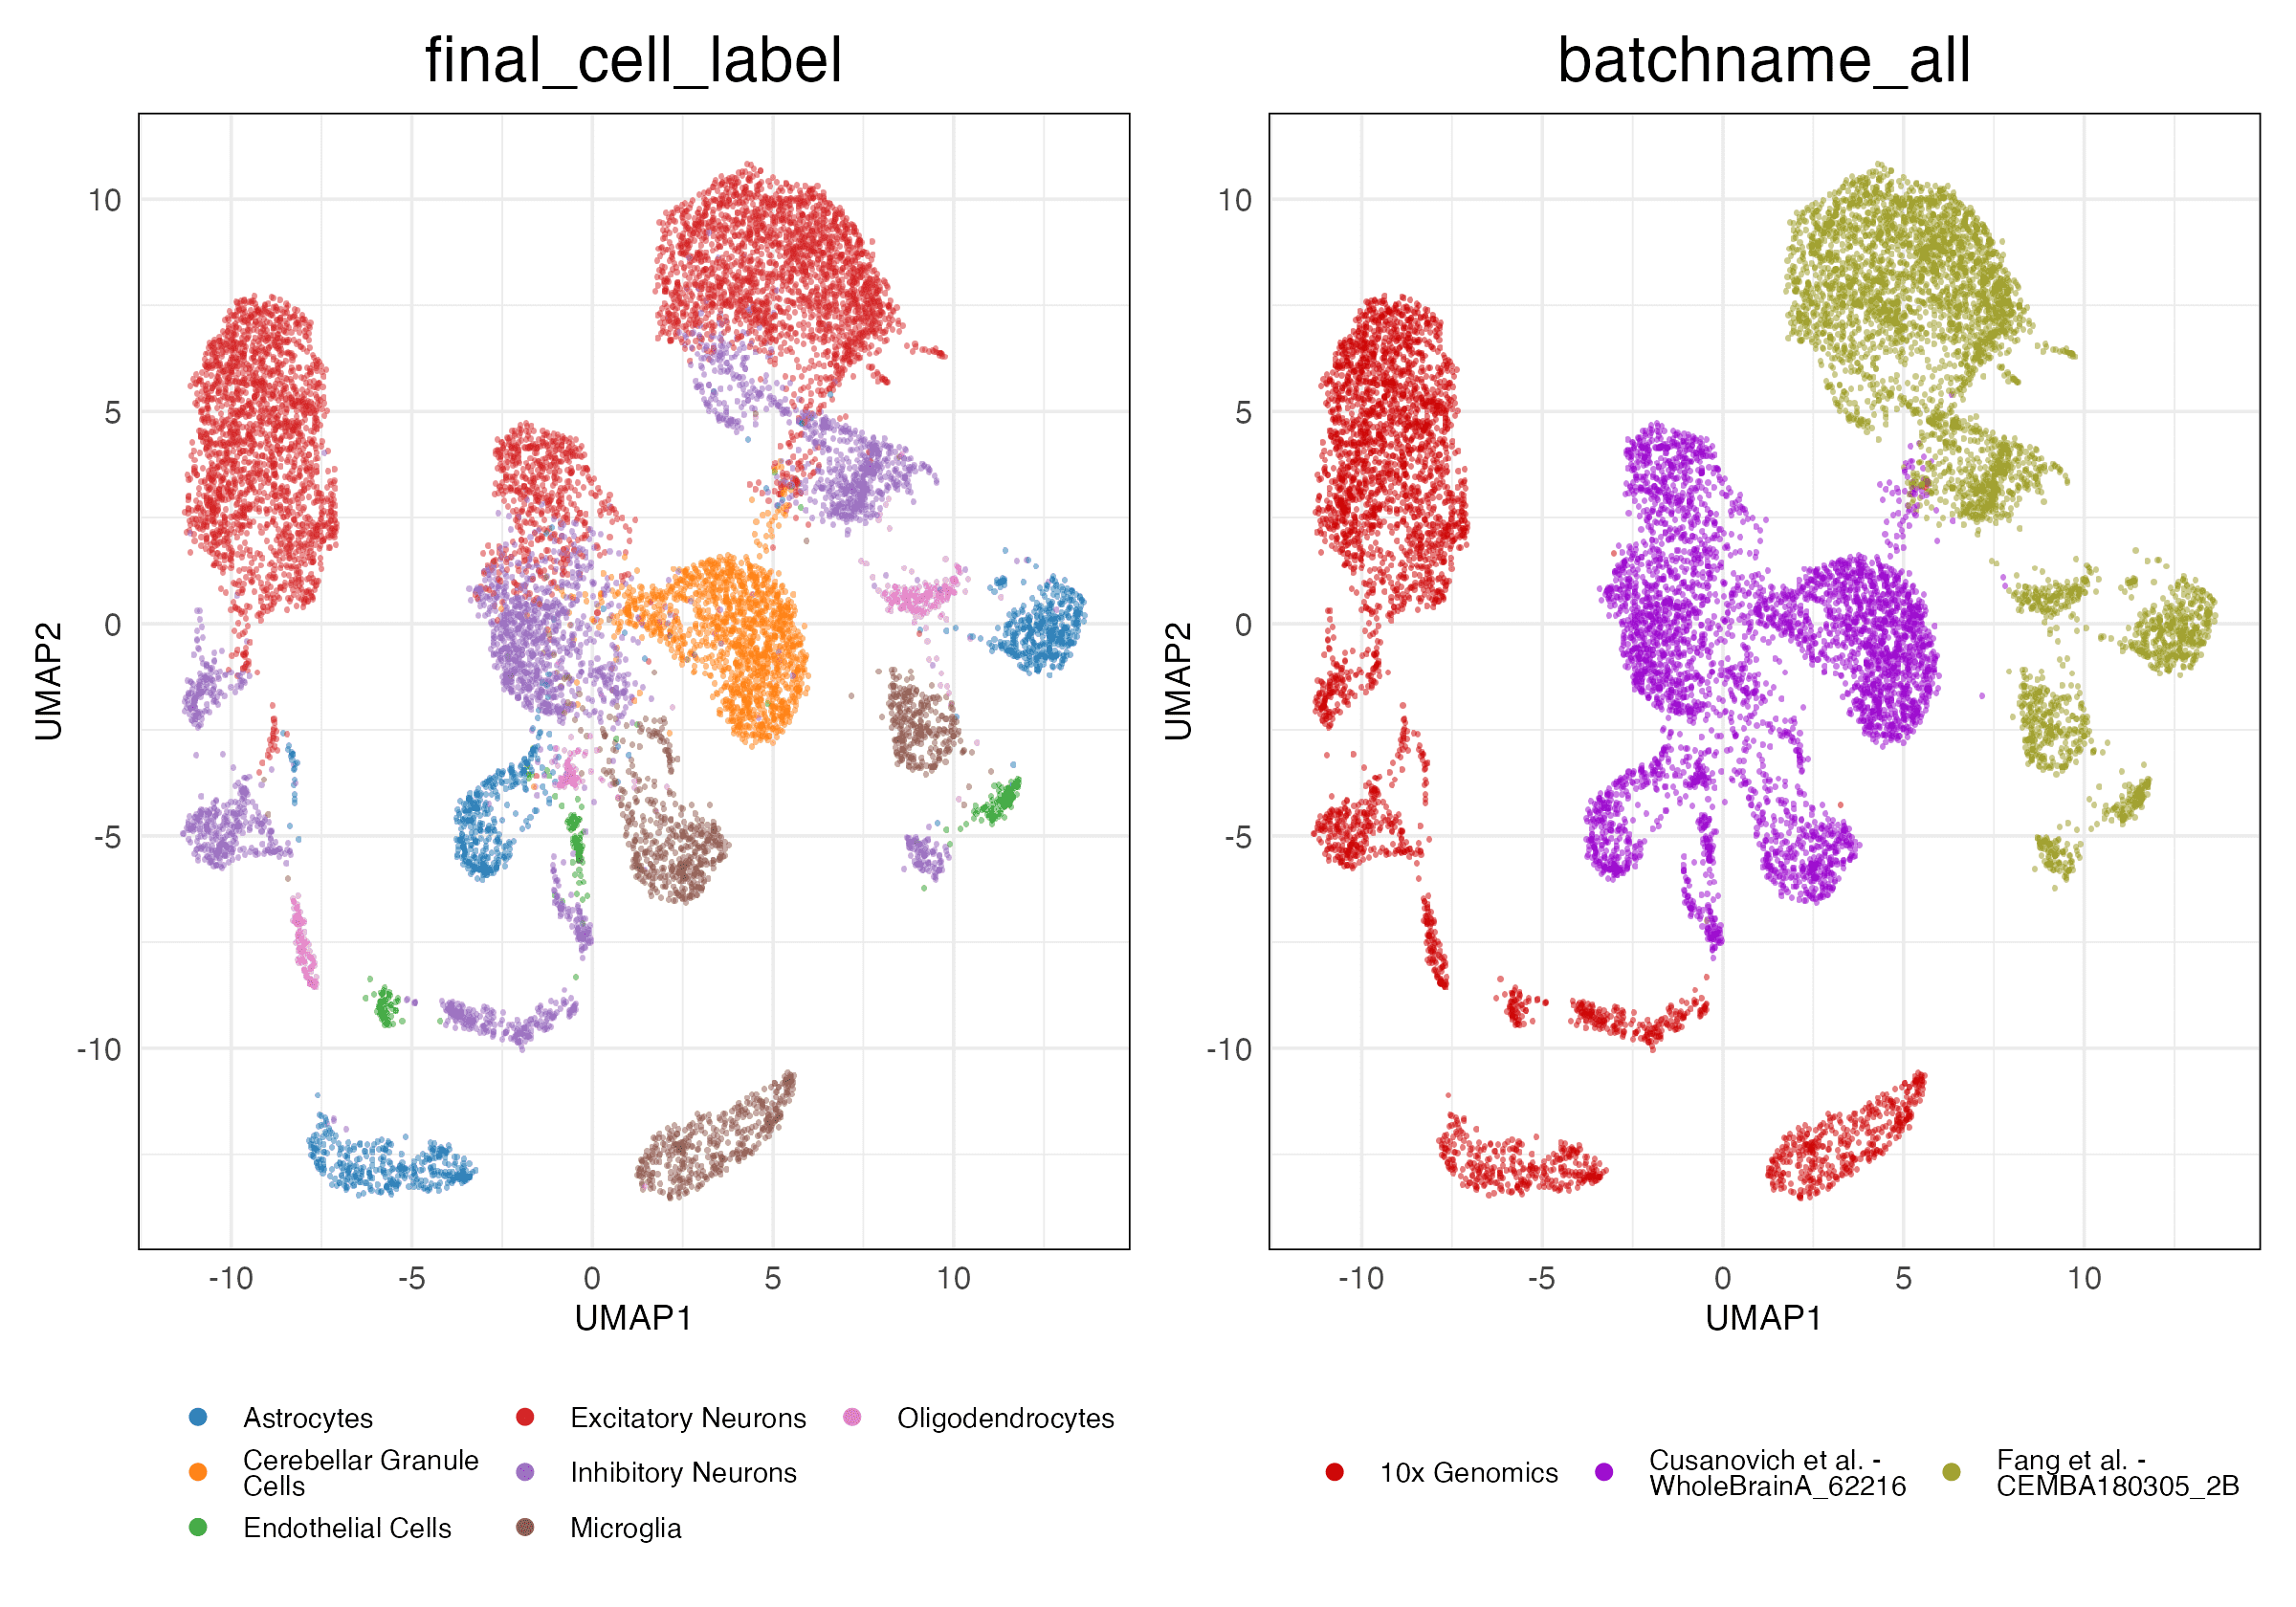 final_cell_label
batchname_all
10
5
0
-5
-10
UMAP2
-10
-5
0
5
10
UMAP1
10
5
0
-5
-10
UMAP2
-10
-5
0
5
10
UMAP1
Astrocytes
Cerebellar Granule
Cells
Endothelial Cells
Excitatory Neurons
Inhibitory Neurons
Microglia
Oligodendrocytes
10x Genomics
Cusanovich et al. -
WholeBrainA_62216
Fang et al. -
CEMBA180305_2B